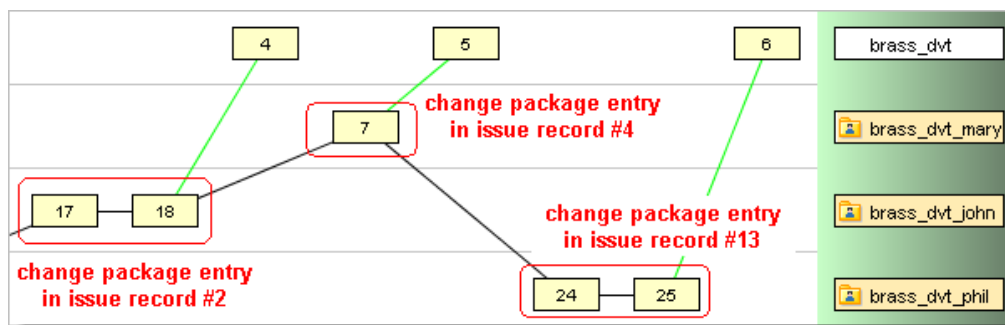 4
5
6
brass_dvt
change package entry
in issue record #4
7
brass_dvt_mary
17
18
change package entry
in issue record #13
brass_dvt_john
change package entry
in issue record #2
24
25
brass_dvt_phil